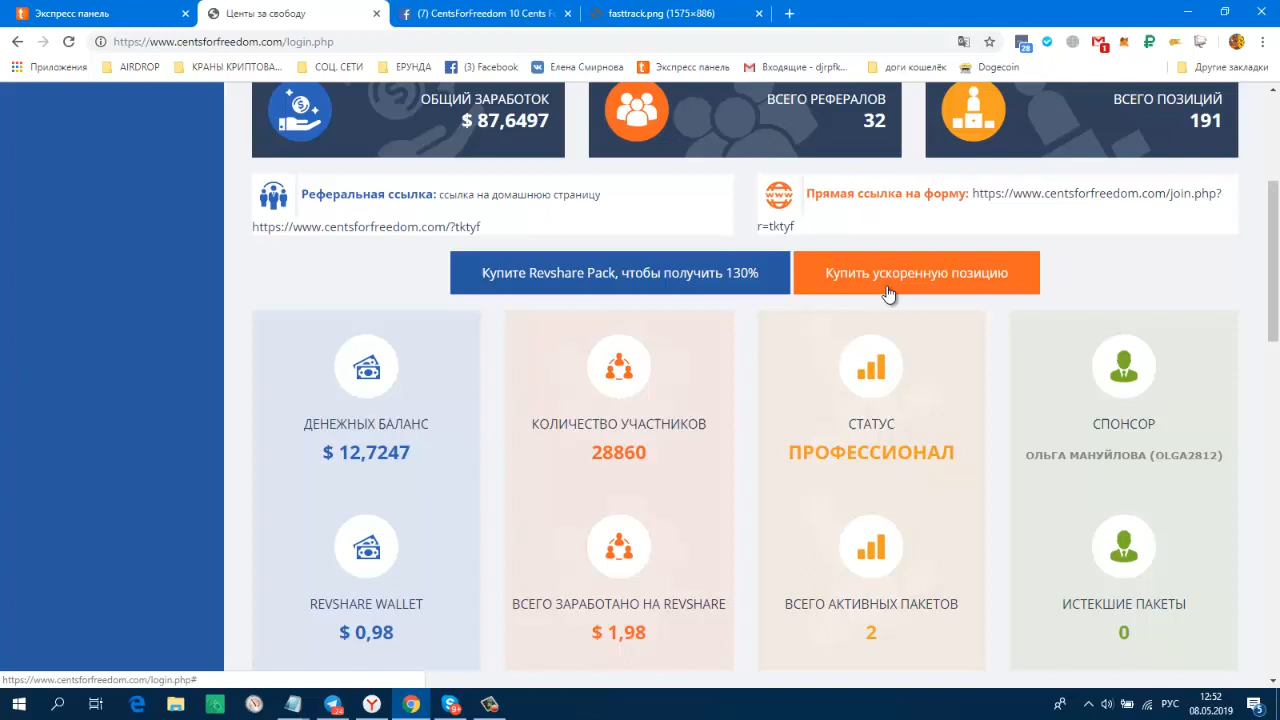 Экспресс панель
Центы за свободу
(7) CentsForFreedom 10 Cents F
fasttrack.png (1575×886)
https://www.centsforfreedom.com/login.php
28
1
Приложения
AIRDROP
КРАНЫ КРИПТОВА...
СОЦ. СЕТИ
ЕРУНДА
(3) Facebook
Елена Смирнова
Экспресс панель
Входящие - djrpfk...
доги кошелёк
Dogecoin
Другие закладки
ОБЩИЙ ЗАРАБОТОК
$ 87,6497
ВСЕГО РЕФЕРАЛОВ
32
ВСЕГО ПОЗИЦИЙ
191
Реферальная ссылка: ссылка на домашнюю страницу
https://www.centsforfreedom.com/?tktyf
www
Прямая ссылка на форму: https://www.centsforfreedom.com/join.php?
r=tktyf
Купите Revshare Pack, чтобы получить 130%
Купить ускоренную позицию
ДЕНЕЖНЫХ БАЛАНС
$ 12,7247
КОЛИЧЕСТВО УЧАСТНИКОВ
28860
СТАТУС
ПРОФЕССИОНАЛ
СПОНСОР
ОЛЬГА МАНУЙЛОВА (OLGA2812)
REVSHARE WALLET
$ 0,98
ВСЕГО ЗАРАБОТАНО НА REVSHARE
$ 1,98
ВСЕГО АКТИВНЫХ ПАКЕТОВ
2
ИСТЕКШИЕ ПАКЕТЫ
0
https://www.centsforfreedom.com/login.php#
24
РУС
12:52
08.05.2019
5